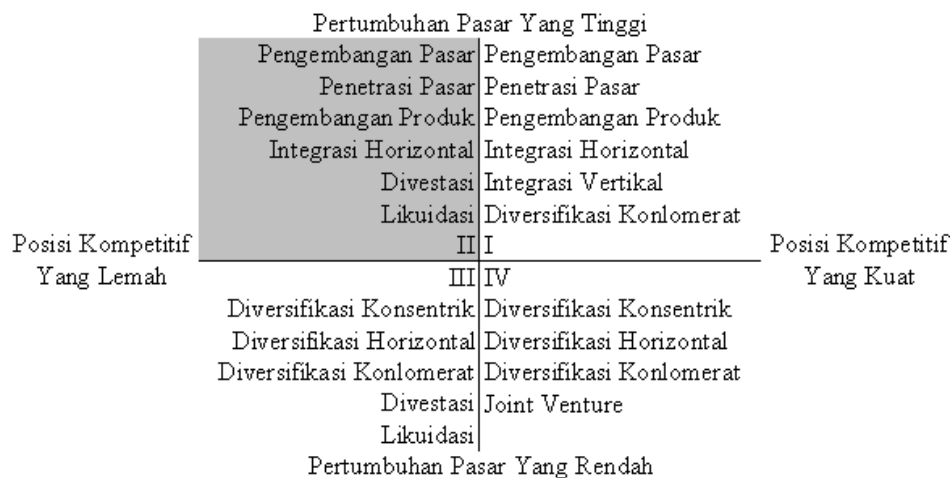 Pertumbuhan Pasar Yang Tinggi
Pengembangan Pasar Pengembangan Pasar
Penetrasi Pasar Penetrasi Pasar
Pengembangan Produk Pengembangan Produk
Integrasi Horizontal Integrasi Horizontal
Divestasi Integrasi Vertikal
Likuidasi Diversifikasi Konlomerat
Posisi Kompetitif II I Posisi Kompetitif
Yang Lemah III IV Yang Kuat
Diversifikasi Konsentrik Diversifikasi Konsentrik
Diversifikasi Horizontal Diversifikasi Horizontal
Diversifikasi Konlomerat Diversifikasi Konlomerat
Divestasi Joint Venture
Likuidasi
Pertumbuhan Pasar Yang Rendah